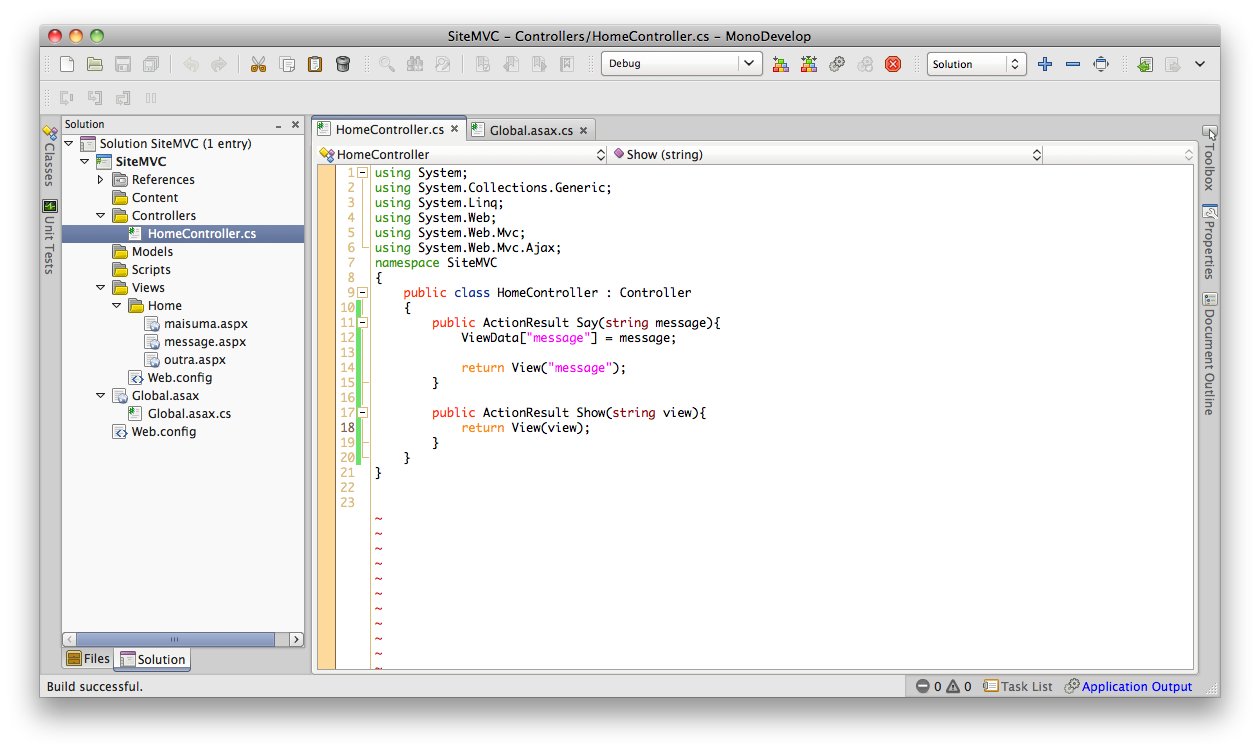 SiteMVC – Controllers/HomeController.cs – MonoDevelop
Debug
Solution
Classes
Unit Tests
Solution
Solution SiteMVC (1 entry)
SiteMVC
References
Content
Controllers
HomeController.cs
Models
Scripts
Views
Home
maisuma.aspx
message.aspx
outra.aspx
Web.config
Global.asax
Global.asax.cs
Web.config
Files
Solution
HomeController.cs
Global.asax.cs
HomeController
Show (string)
1 using System;
2 using System.Collections.Generic;
3 using System.Linq;
4 using System.Web;
5 using System.Web.Mvc;
6 using System.Web.Mvc.Ajax;
7 namespace SiteMVC
8 {
9 public class HomeController : Controller
10 {
11 public ActionResult Say(string message){
12 ViewData["message"] = message;
13
14 return View("message");
15 }
16
17 public ActionResult Show(string view){
18 return View(view);
19 }
20 }
21 }
22
23
~
~
~
~
~
~
~
~
~
~
~
Toolbox
Properties
Document Outline
Build successful.
0 0 Task List Application Output